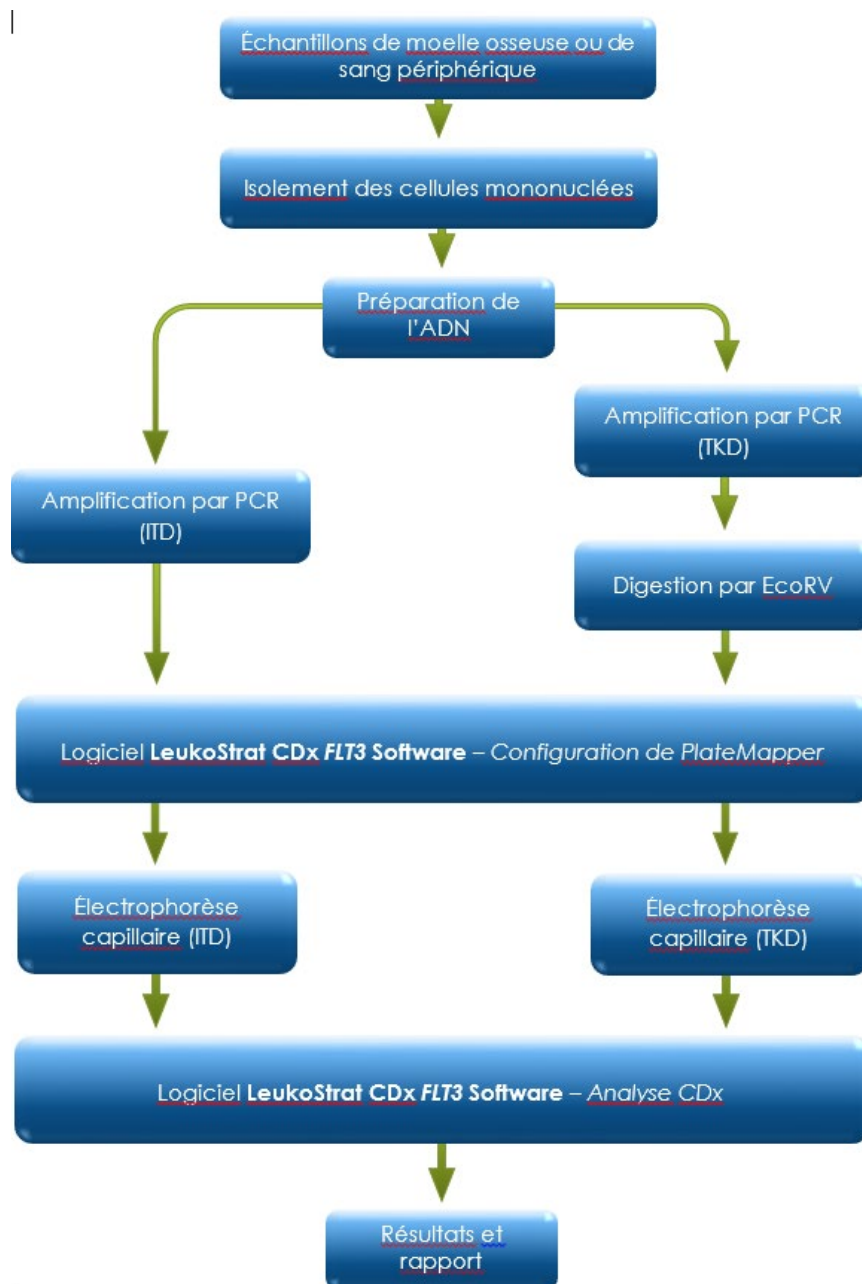 Échantillons de moelle osseuse ou de
sang périphérique
Isolement des cellules mononuclées
Préparation de
l'ADN
Amplification par PCR
(TKD)
Amplification par PCR
(ITD)
Digestion par EcoRV
Logiciel LeukoStrat CDx FLT3 Software – Configuration de PlateMapper
Électrophorèse
capillaire (ITD)
Électrophorèse
capillaire (TKD)
Logiciel LeukoStrat CDx FLT3 Software – Analyse CDx
Résultats et
rapport